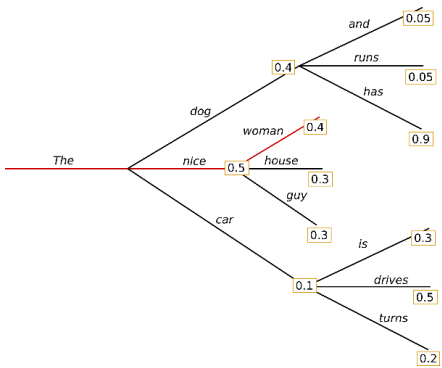 and
0.05
0.4
runs
0.05
has
dog
woman
0.4
0.9
The
nice
0.5
house
0.3
guy
car
0.3
is
0.3
0.1
drives
0.5
turns
0.2